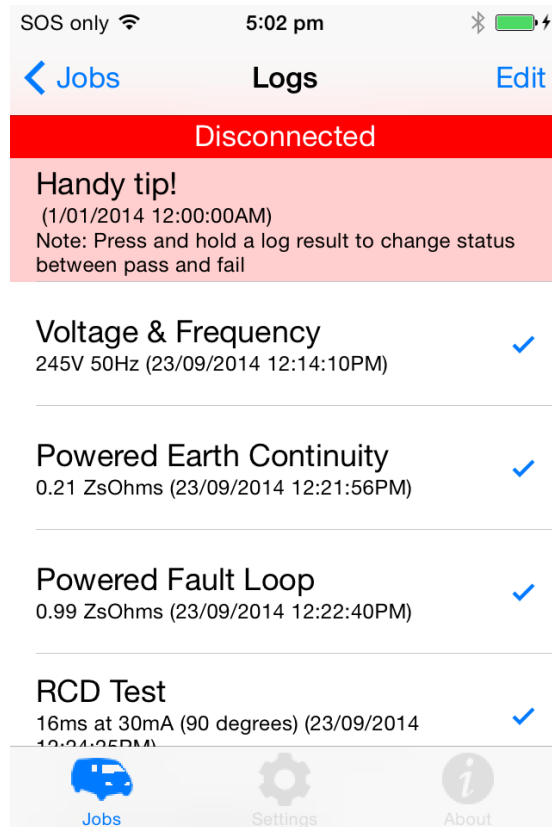 SOS only 5:02 pm
Jobs Logs Edit
Disconnected
Handy tip!
(1/01/2014 12:00:00AM)
Note: Press and hold a log result to change status
between pass and fail
Voltage & Frequency
245V 50Hz (23/09/2014 12:14:10PM)
Powered Earth Continuity
0.21 ZsOhms (23/09/2014 12:21:56PM)
Powered Fault Loop
0.99 ZsOhms (23/09/2014 12:22:40PM)
RCD Test
16ms at 30mA (90 degrees) (23/09/2014
12:24:25PM)
Jobs Settings About